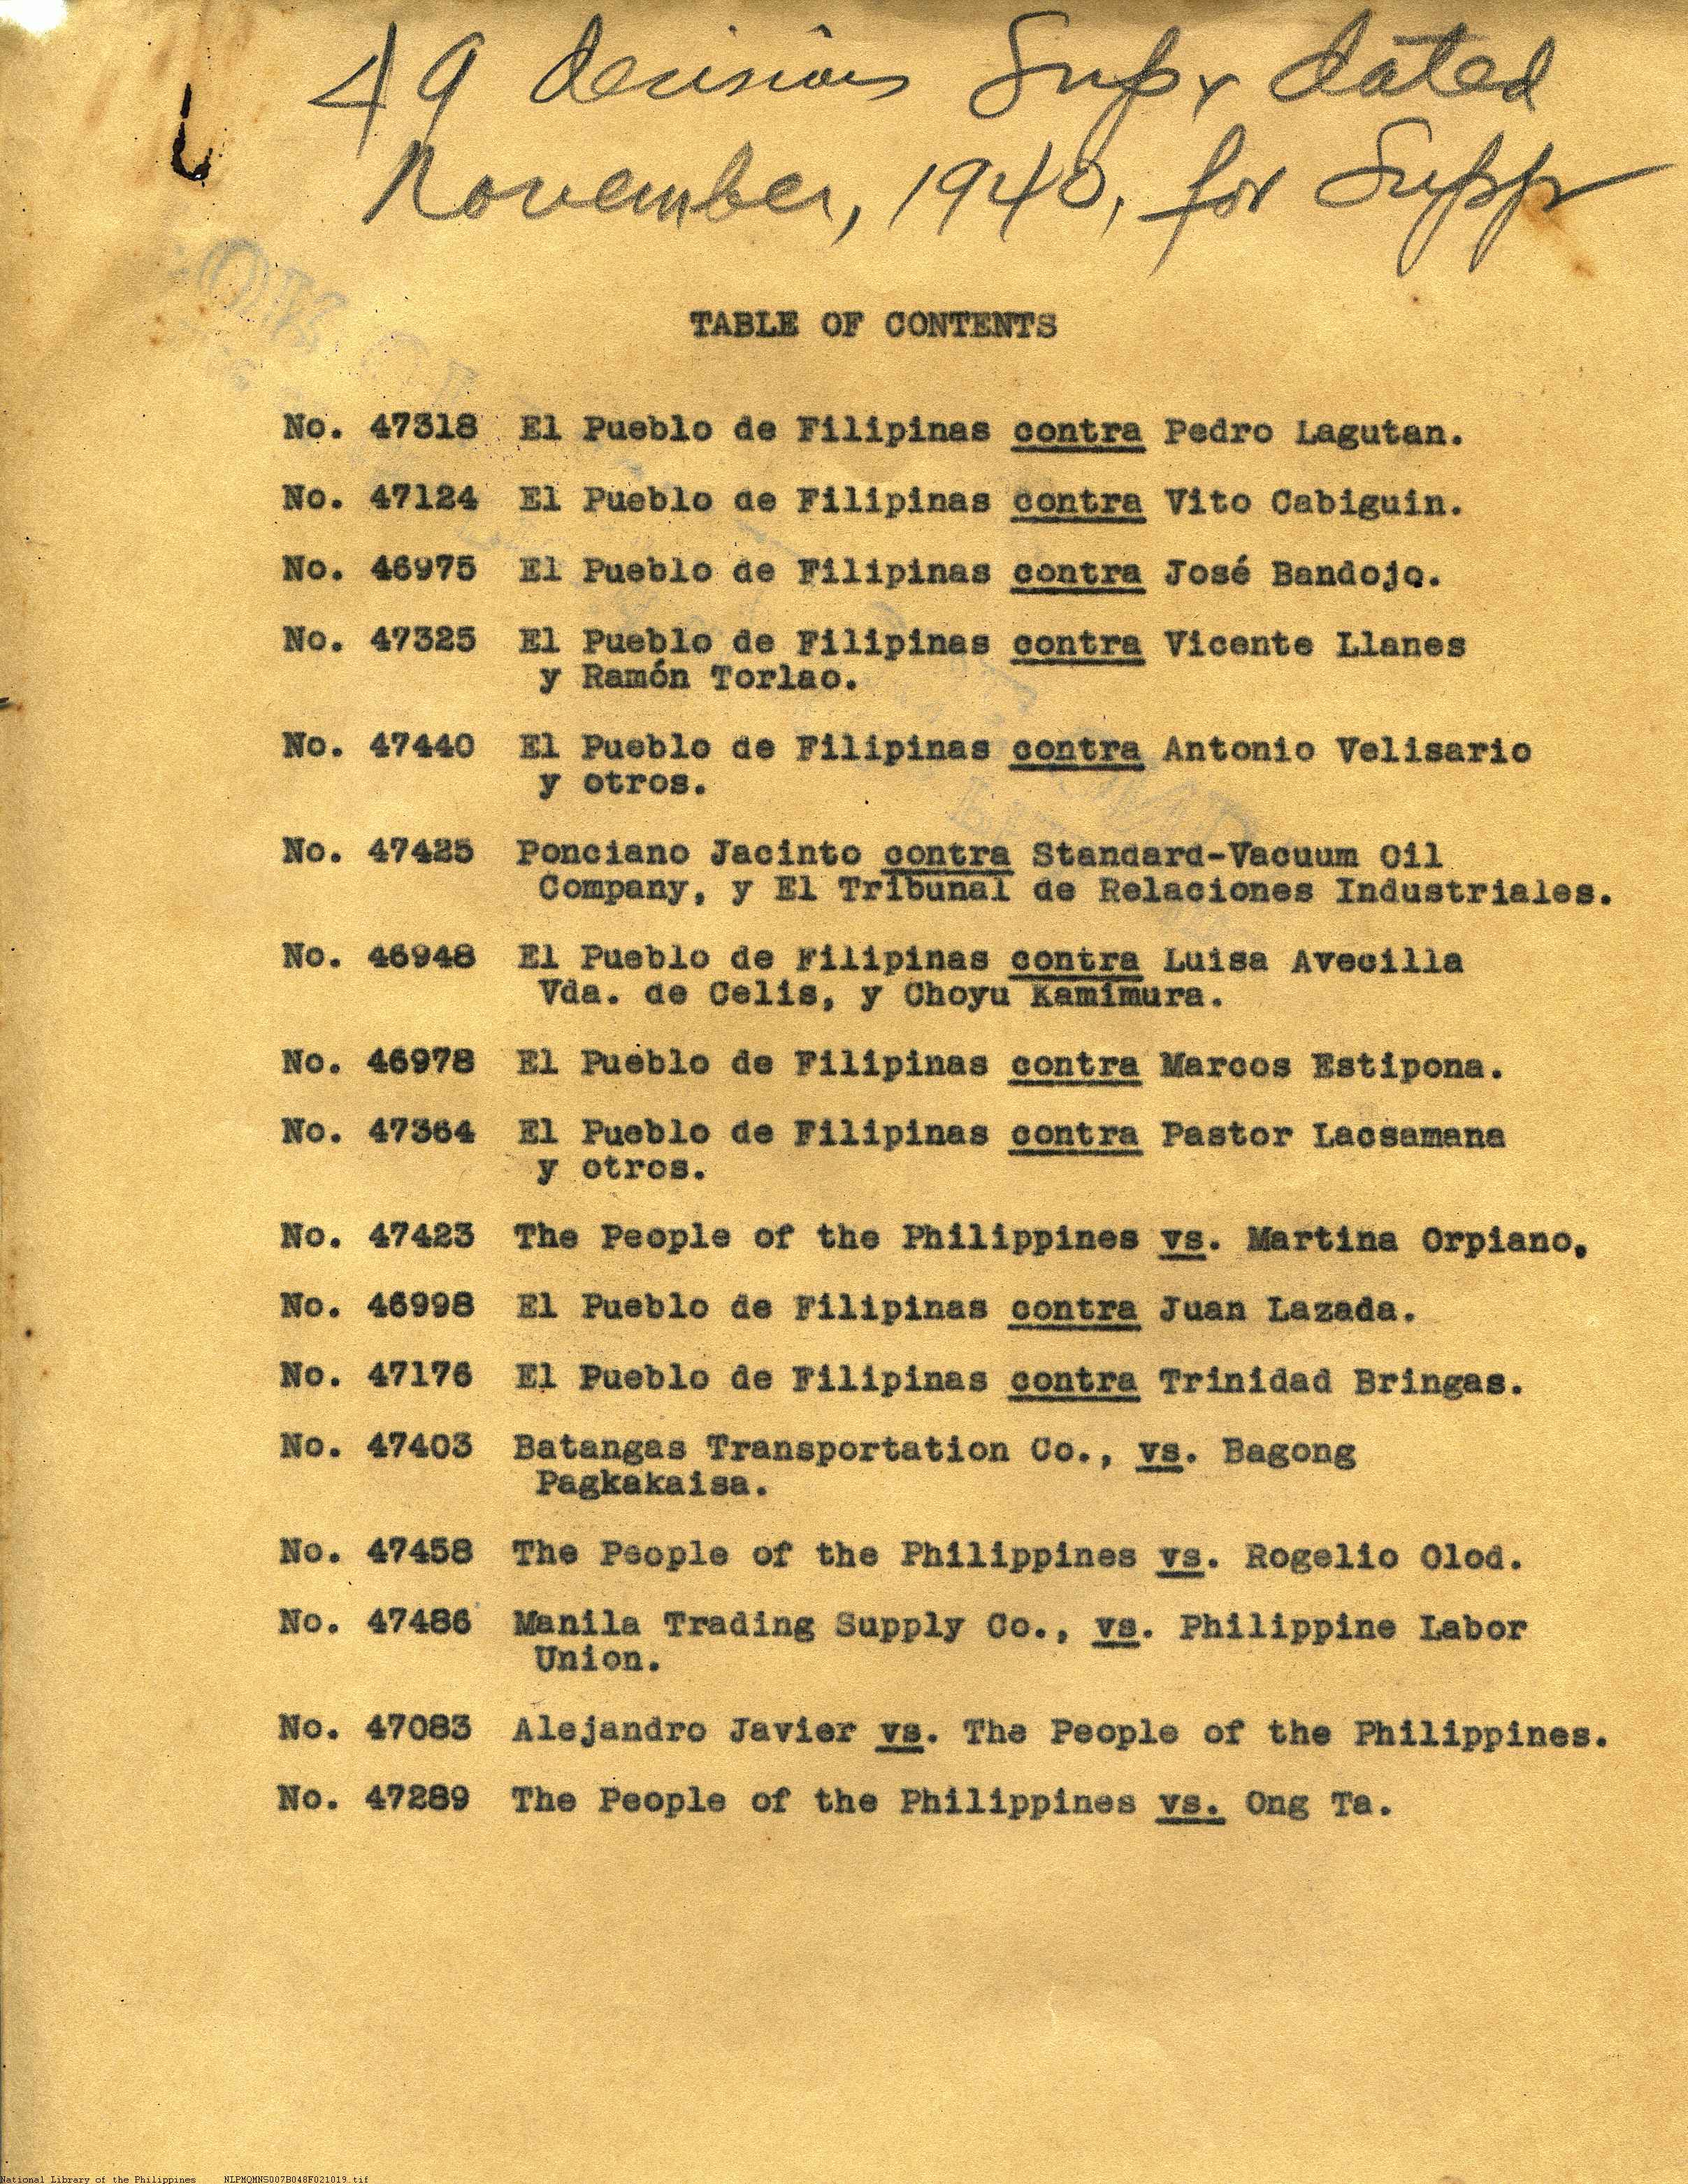 49 decisions Supr dated
November, 1940, for Supp
TABLE OF CONTENTS
No. 47318 El Pueblo de Filipinas contra Pedro Lagutan.
No. 47124 El Pueblo de Filipinas contra Vito Cabiguin.
No. 46975 El Pueblo de Filipinas contra José Bandojo.
No. 47325 El Pueblo de Filipinas contra Vicente Llanes
y Ramón Torlao.
No. 47440 El Pueblo de Filipinas contra Antonio Velisario
y otros.
No. 47425 Ponciano Jacinto contra Standard-Vacuum Oil
Company, y El Tribunal de Relaciones Industriales.
No. 46948 El Pueblo de Filipinas contra Luisa Avecilla
Vda. de Celis, y Choyu Kamimura.
No. 46978 El Pueblo de Filipinas contra Marcos Estipona.
No. 47364 El Pueblo de Filipinas contra Pastor Lacsamana
y otros.
No. 47423 The People of the Philippines vs. Martina Orpiano.
No. 46998 El Pueblo de Filipinas contra Juan Lazada.
No. 47176 El Pueblo de Filipinas contra Trinidad Bringas.
No. 47403 Batangas Transportation Co., vs. Bagong
Pagkakaisa.
No. 47458 The People of the Philippines vs. Rogelio Olod.
No. 47486 Manila Trading Supply Co., vs. Philippine Labor
Union.
No. 47083 Alejandro Javier vs. The People of the Philippines.
No. 47289 The People of the Philippines vs. Ong Ta.
National Library of the Philippines NLPMQMNS007B048F021019.tif